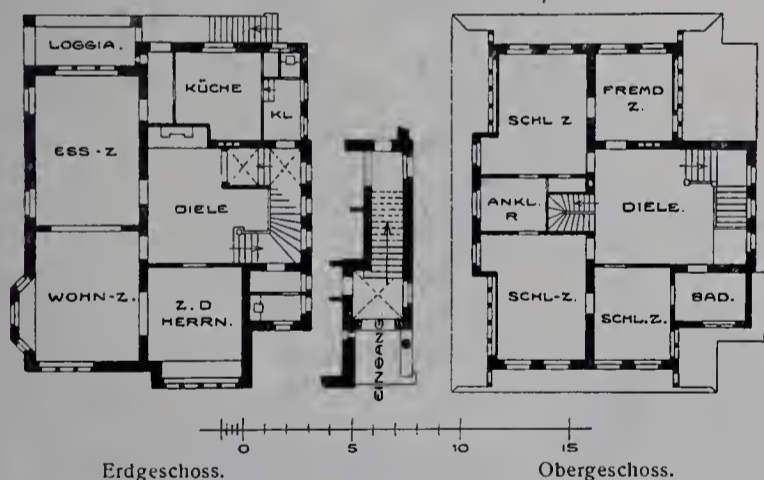 LOGGIA.
KÜCHE
KL.
ESS-Z
DIELE
WOHN-Z.
Z. D
HERRN.
EINGANG
SCHL Z
FREMD
Z.
ANKL.
R
DIELE.
SCHL-Z.
SCHL.Z.
BAD.
0 5 10 15
Erdgeschoss.
Obergeschoss.